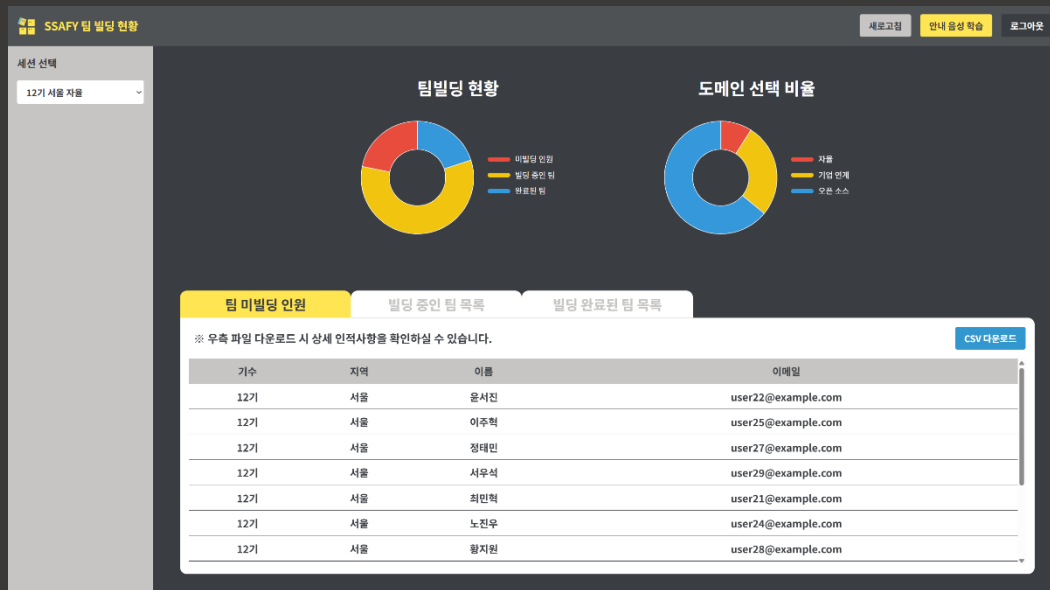 SSAFY 팀 빌딩 현황
새로고침
안내 음성 학습
로그아웃
세션 선택
12기 서울 자율
팀빌딩 현황
미빌딩 인원
빌딩 중인 팀
완료된 팀
도메인 선택 비율
자율
기업 연계
오픈 소스
팀 미빌딩 인원
빌딩 중인 팀 목록
빌딩 완료된 팀 목록
※ 우측 파일 다운로드 시 상세 인적사항을 확인하실 수 있습니다.
CSV 다운로드
기수 지역 이름 이메일
12기 서울 윤서진 user22@example.com
12기 서울 이주혁 user25@example.com
12기 서울 정태민 user27@example.com
12기 서울 서우석 user29@example.com
12기 서울 최민혁 user21@example.com
12기 서울 노진우 user24@example.com
12기 서울 황지원 user28@example.com